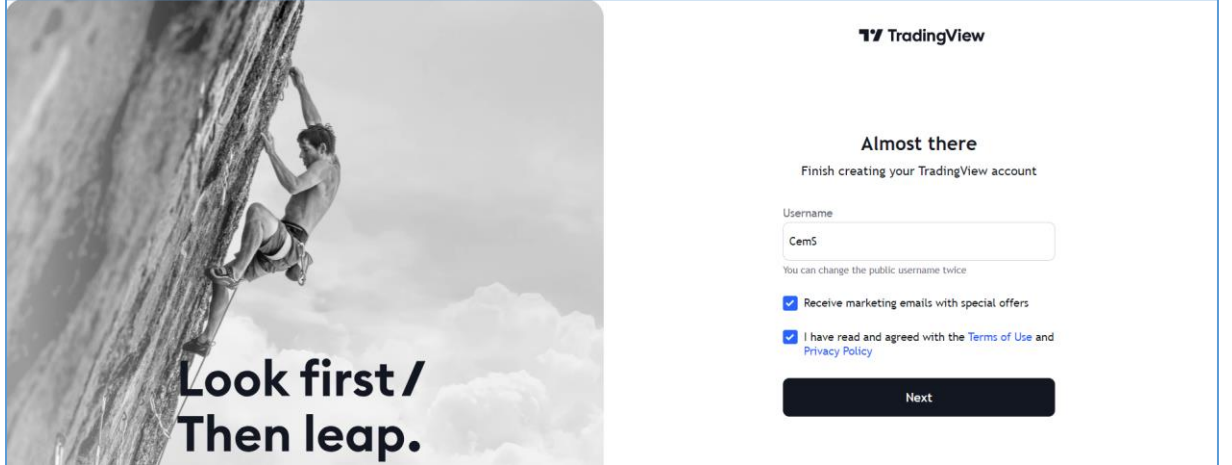 Look first/
Then leap.
TradingView
Almost there
Finish creating your TradingView account
Username
CemS
You can change the public username twice
Receive marketing emails with special offers
I have read and agreed with the Terms of Use and
Privacy Policy
Next